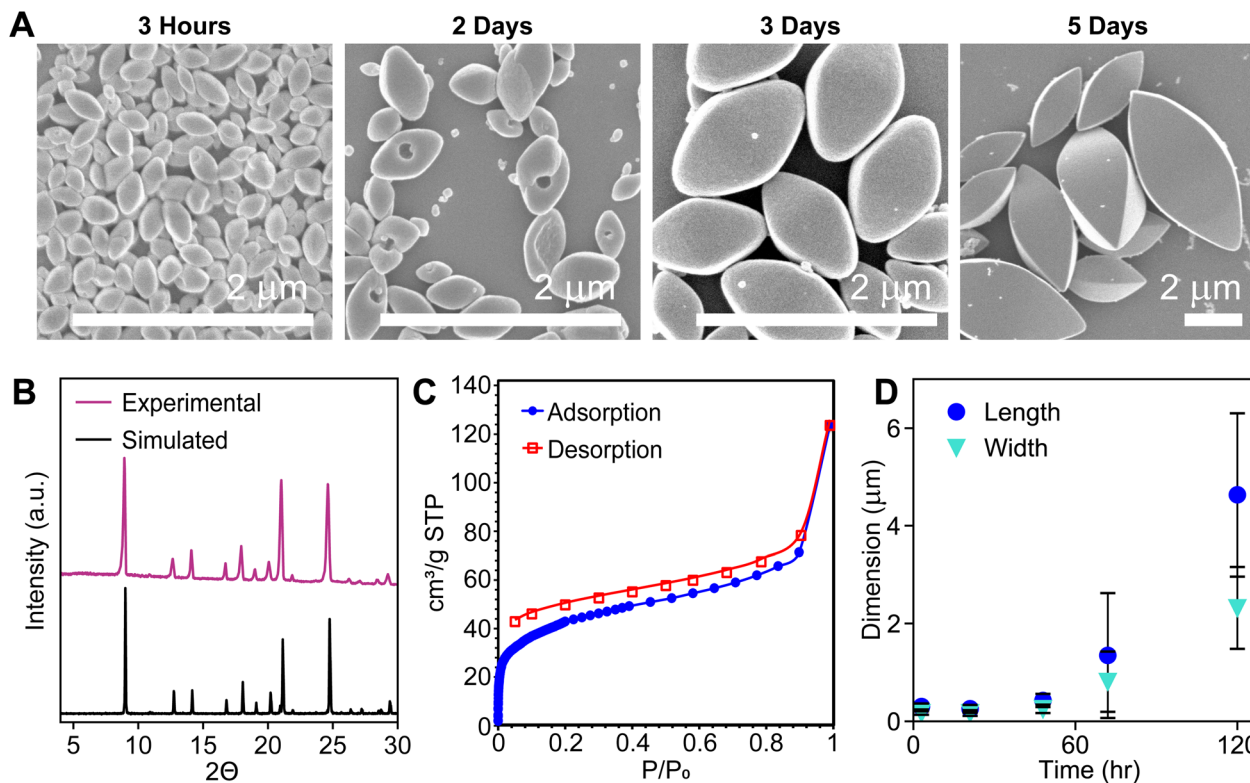 A
3 Hours
2 Days
3 Days
5 Days
2 μm
2 μm
2 μm
2 μm
B
Experimental
Simulated
Intensity (a.u.)
5 10 15 20 25 30
2Θ
C
Adsorption
Desorption
cm³/g STP
140
120
100
80
60
40
20
0
0 0.2 0.4 0.6 0.8 1
P/P₀
D
Length
Width
Dimension (μm)
6
4
2
0
0 60 120
Time (hr)